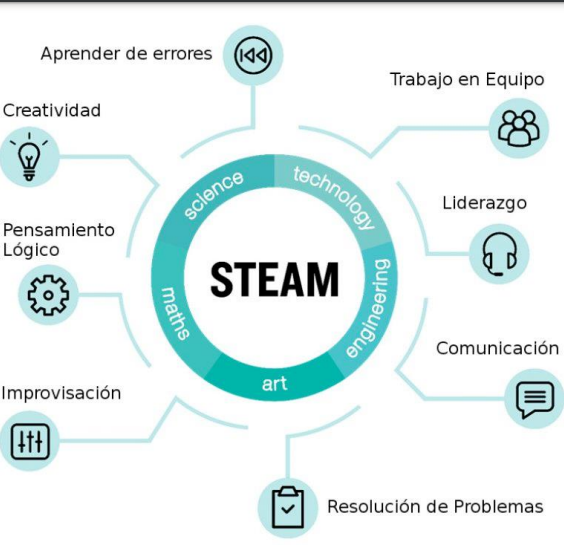 Aprender de errores
Trabajo en Equipo
Creatividad
science
technology
Liderazgo
Pensamiento
Lógico
STEAM
maths
engineering
Comunicación
art
Improvisación
Resolución de Problemas